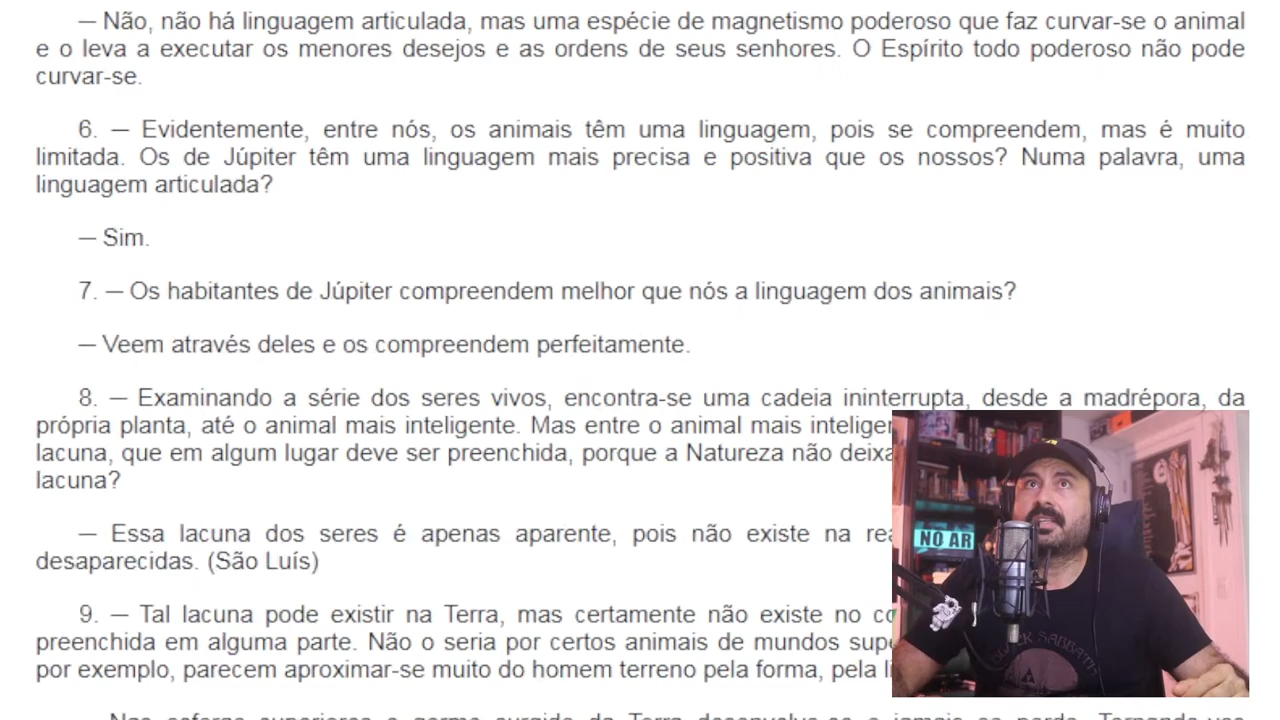 — Não, não há linguagem articulada, mas uma espécie de magnetismo poderoso que faz curvar-se o animal
e o leva a executar os menores desejos e as ordens de seus senhores. O Espírito todo poderoso não pode
curvar-se.
6. — Evidentemente, entre nós, os animais têm uma linguagem, pois se compreendem, mas é muito
limitada. Os de Júpiter têm uma linguagem mais precisa e positiva que os nossos? Numa palavra, uma
linguagem articulada?
— Sim.
7. — Os habitantes de Júpiter compreendem melhor que nós a linguagem dos animais?
— Veem através deles e os compreendem perfeitamente.
8. — Examinando a série dos seres vivos, encontra-se uma cadeia ininterrupta, desde a madrépora, da
própria planta, até o animal mais inteligente. Mas entre o animal mais
lacuna, que em algum lugar deve ser preenchida, porque a Natureza não
lacuna?
— Essa lacuna dos seres é apenas aparente, pois não existe na
desaparecidas. (São Luís)
9. — Tal lacuna pode existir na Terra, mas certamente não existe no
preenchida em alguma parte. Não o seria por certos animais de mundos
por exemplo, parecem aproximar-se muito do homem terreno pela forma, pela
NO AR
SABBATH